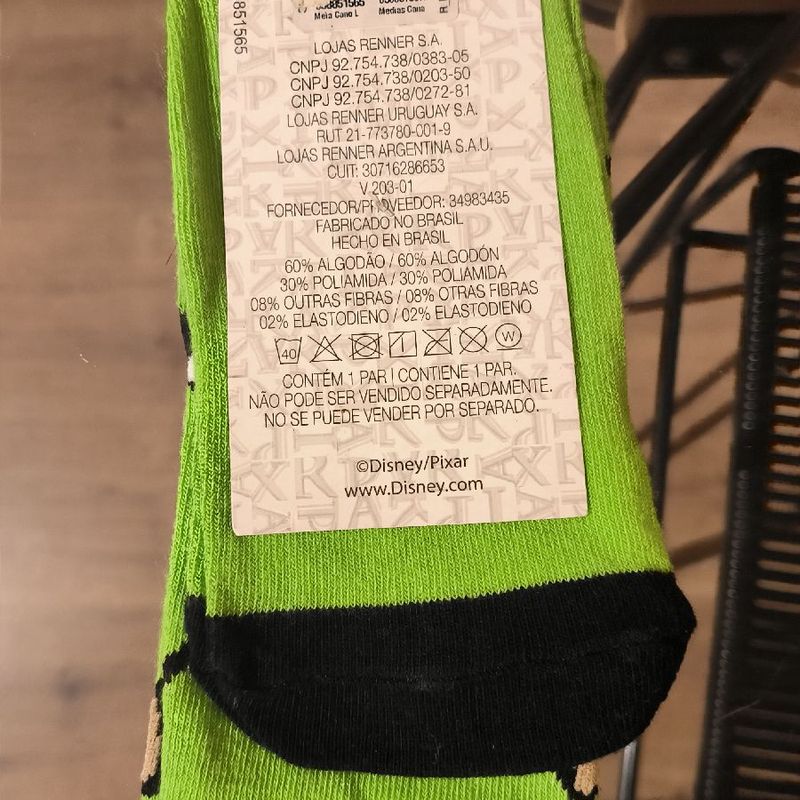 851565
Meia Cano L Medias Cana
LOJAS RENNER S.A.
CNPJ 92.754.738/0383-05
CNPJ 92.754.738/0203-50
CNPJ 92.754.738/0272-81
LOJAS RENNER URUGUAY S.A.
RUT 21-773780-001-9
LOJAS RENNER ARGENTINA S.A.U.
CUIT: 30716286653
V 203-01
FORNECEDOR/PROVEEDOR: 34983435
FABRICADO NO BRASIL
HECHO EN BRASIL
60% ALGODÃO / 60% ALGODÓN
30% POLIAMIDA / 30% POLIAMIDA
08% OUTRAS FIBRAS / 08% OTRAS FIBRAS
02% ELASTODIENO / 02% ELASTODIENO
40 W
CONTÉM 1 PAR | CONTIENE 1 PAR.
NÃO PODE SER VENDIDO SEPARADAMENTE.
NO SE PUEDE VENDER POR SEPARADO.
©Disney/Pixar
www.Disney.com